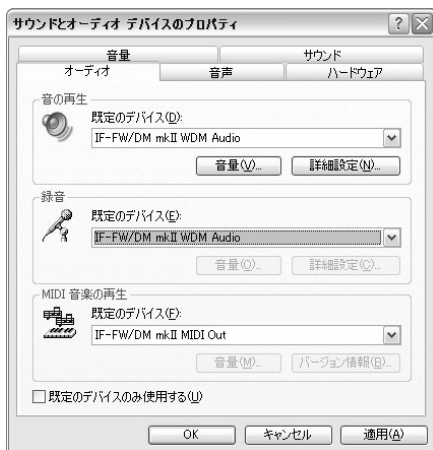 サウンドとオーディオ デバイスのプロパティ
音量 サウンド
オーディオ 音声 ハードウェア
音の再生
既定のデバイス(D):
IF-FW/DM mkII WDM Audio
音量(V)... 詳細設定(N)...
録音
既定のデバイス(E):
IF-FW/DM mkII WDM Audio
音量(O)... 詳細設定(C)...
MIDI 音楽の再生
既定のデバイス(F):
IF-FW/DM mkII MIDI Out
音量(M)... バージョン情報(B)...
既定のデバイスのみ使用する(U)
OK キャンセル 適用(A)